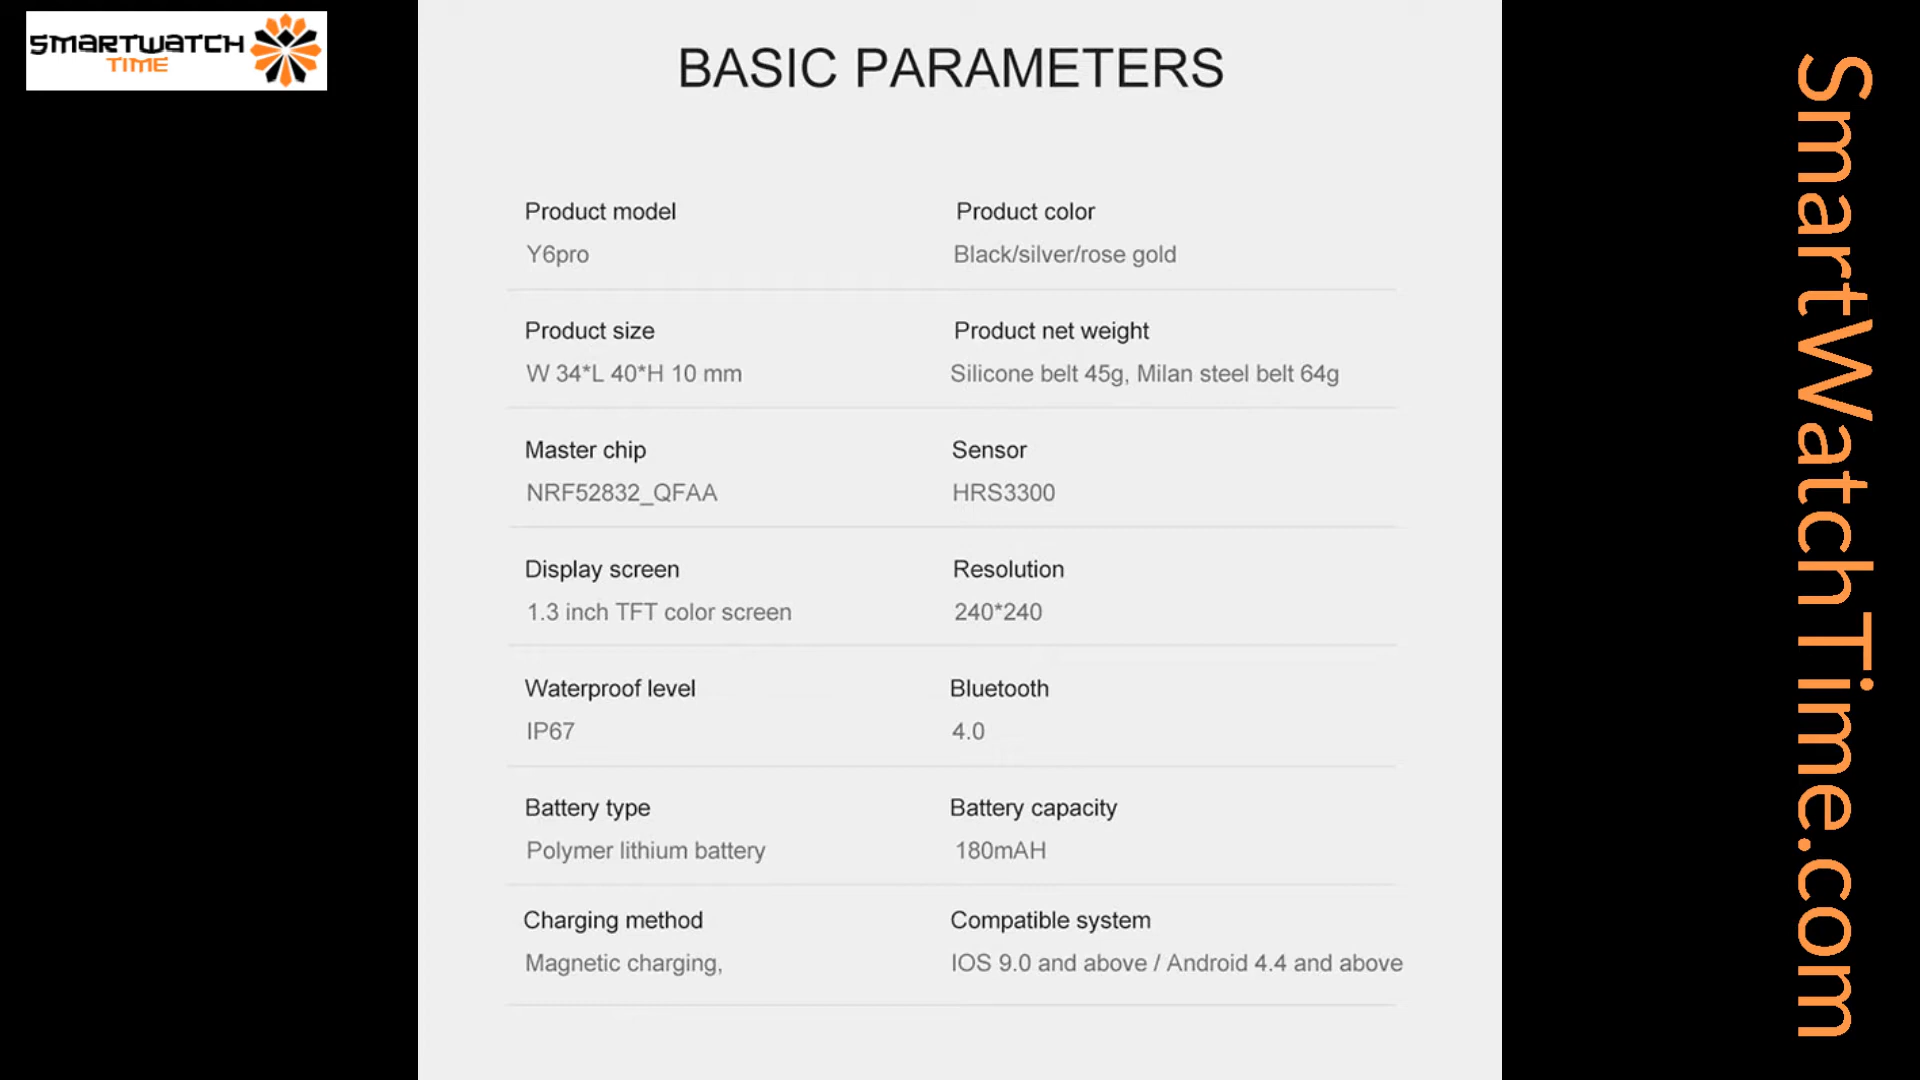 SMARTWATCH
TIME
BASIC PARAMETERS
Product model
Y6pro
Product color
Black/silver/rose gold
Product size
W 34*L 40*H 10 mm
Product net weight
Silicone belt 45g, Milan steel belt 64g
Master chip
NRF52832_QFAA
Sensor
HRS3300
Display screen
1.3 inch TFT color screen
Resolution
240*240
Waterproof level
IP67
Bluetooth
4.0
Battery type
Polymer lithium battery
Battery capacity
180mAH
Charging method
Magnetic charging,
Compatible system
IOS 9.0 and above / Android 4.4 and above
SmartWatchTime.com